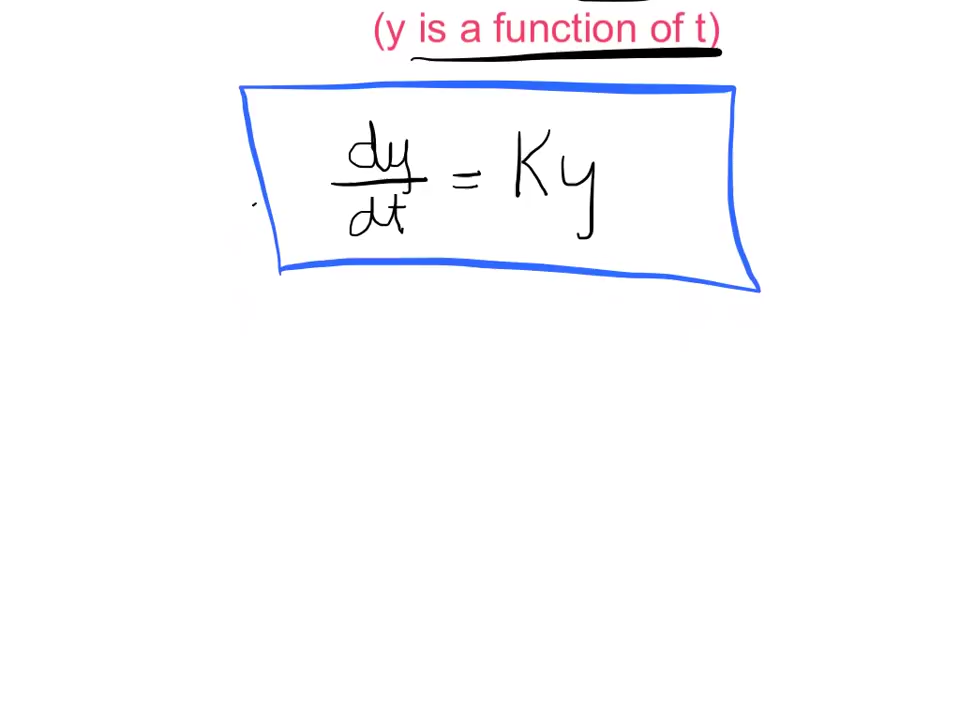 (y is a function of t)
dy/dt = Ky